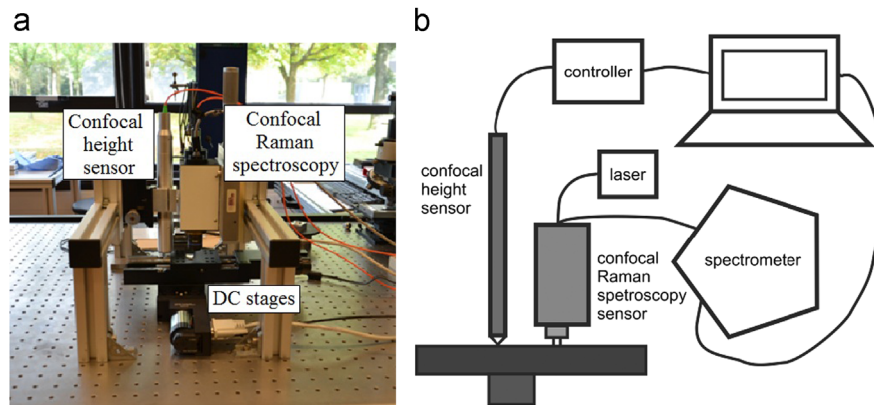 a
Confocal
height
sensor
Confocal
Raman
spectroscopy
DC stages
b
controller
confocal
height
sensor
laser
confocal
Raman
spetroscopy
sensor
spectrometer